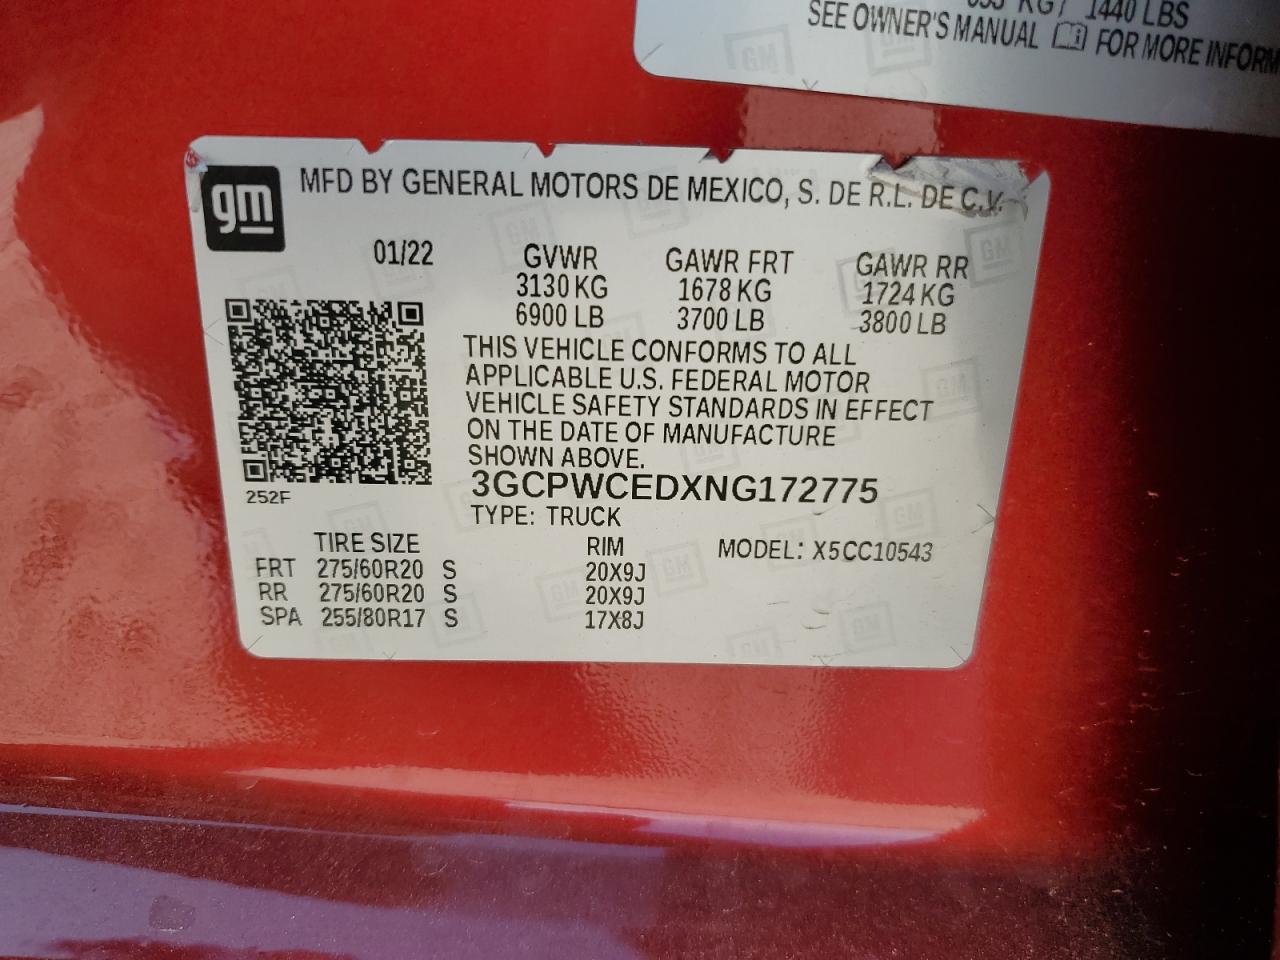 KG / 1440 LBS
SEE OWNER'S MANUAL FOR MORE
gm
MFD BY GENERAL MOTORS DE MEXICO, S. DE R.L. DE C.V.
01/22
GVWR GAWR FRT GAWR RR
3130 KG 1678 KG 1724 KG
6900 LB 3700 LB 3800 LB
THIS VEHICLE CONFORMS TO ALL
APPLICABLE U.S. FEDERAL MOTOR
VEHICLE SAFETY STANDARDS IN EFFECT
ON THE DATE OF MANUFACTURE
SHOWN ABOVE.
252F
3GCPWCEDXNG172775
TYPE: TRUCK
TIRE SIZE RIM MODEL: X5CC10543
FRT 275/60R20 S 20X9J
RR 275/60R20 S 20X9J
SPA 255/80R17 S 17X8J